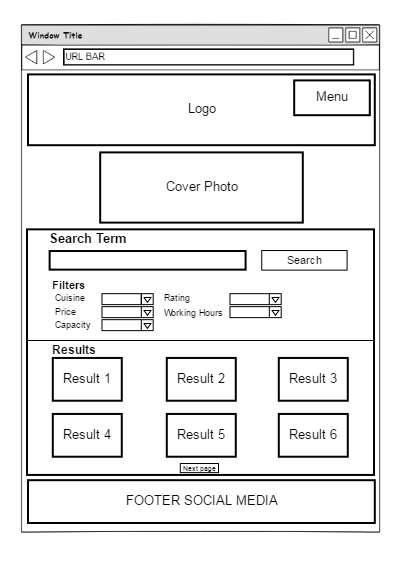 Window Title
URL BAR
Menu
Logo
Cover Photo
Search Term
Search
Filters
Cuisine
Rating
Price
Working Hours
Capacity
Results
Result 1
Result 2
Result 3
Result 4
Result 5
Result 6
Next page
FOOTER SOCIAL MEDIA